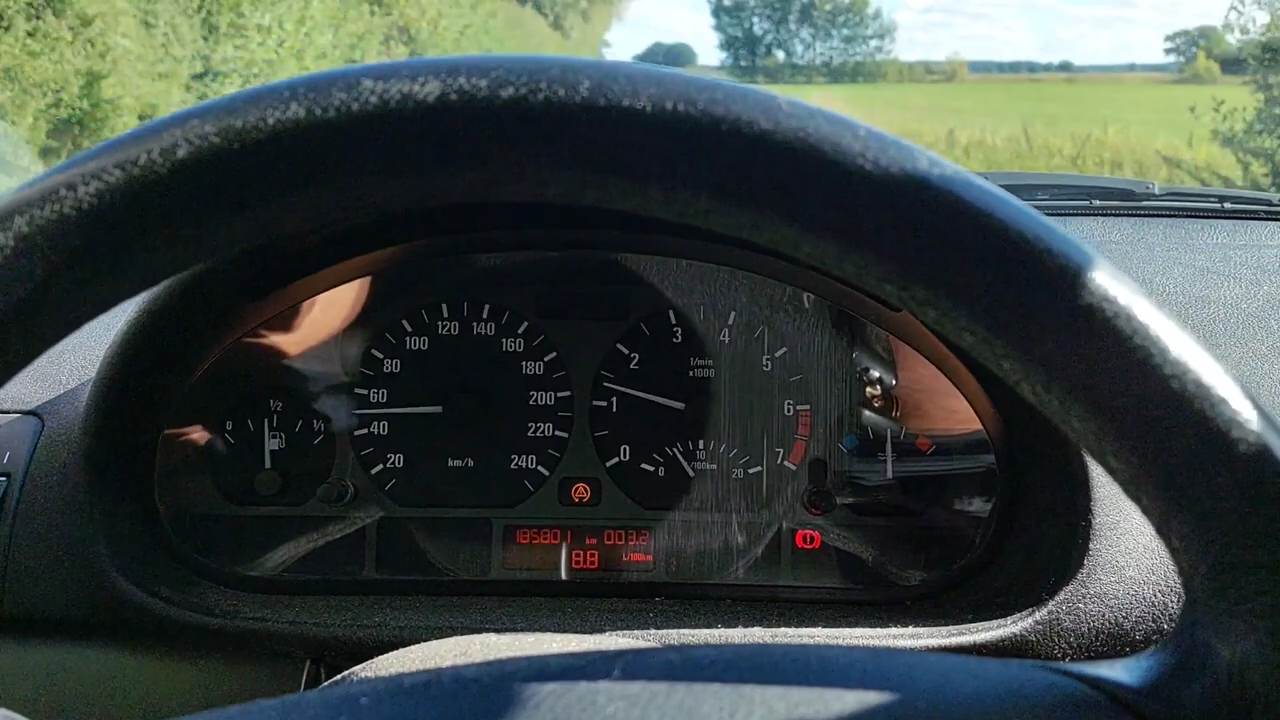 0 1/2 1/1
20 40 60 80 100 120 140 160 180 200 220 240
km/h
0 1 2 3 4 5 6 7
1/min
x1000
0 10 20
l/100km
185801 km 003.2
8.8 L/100km